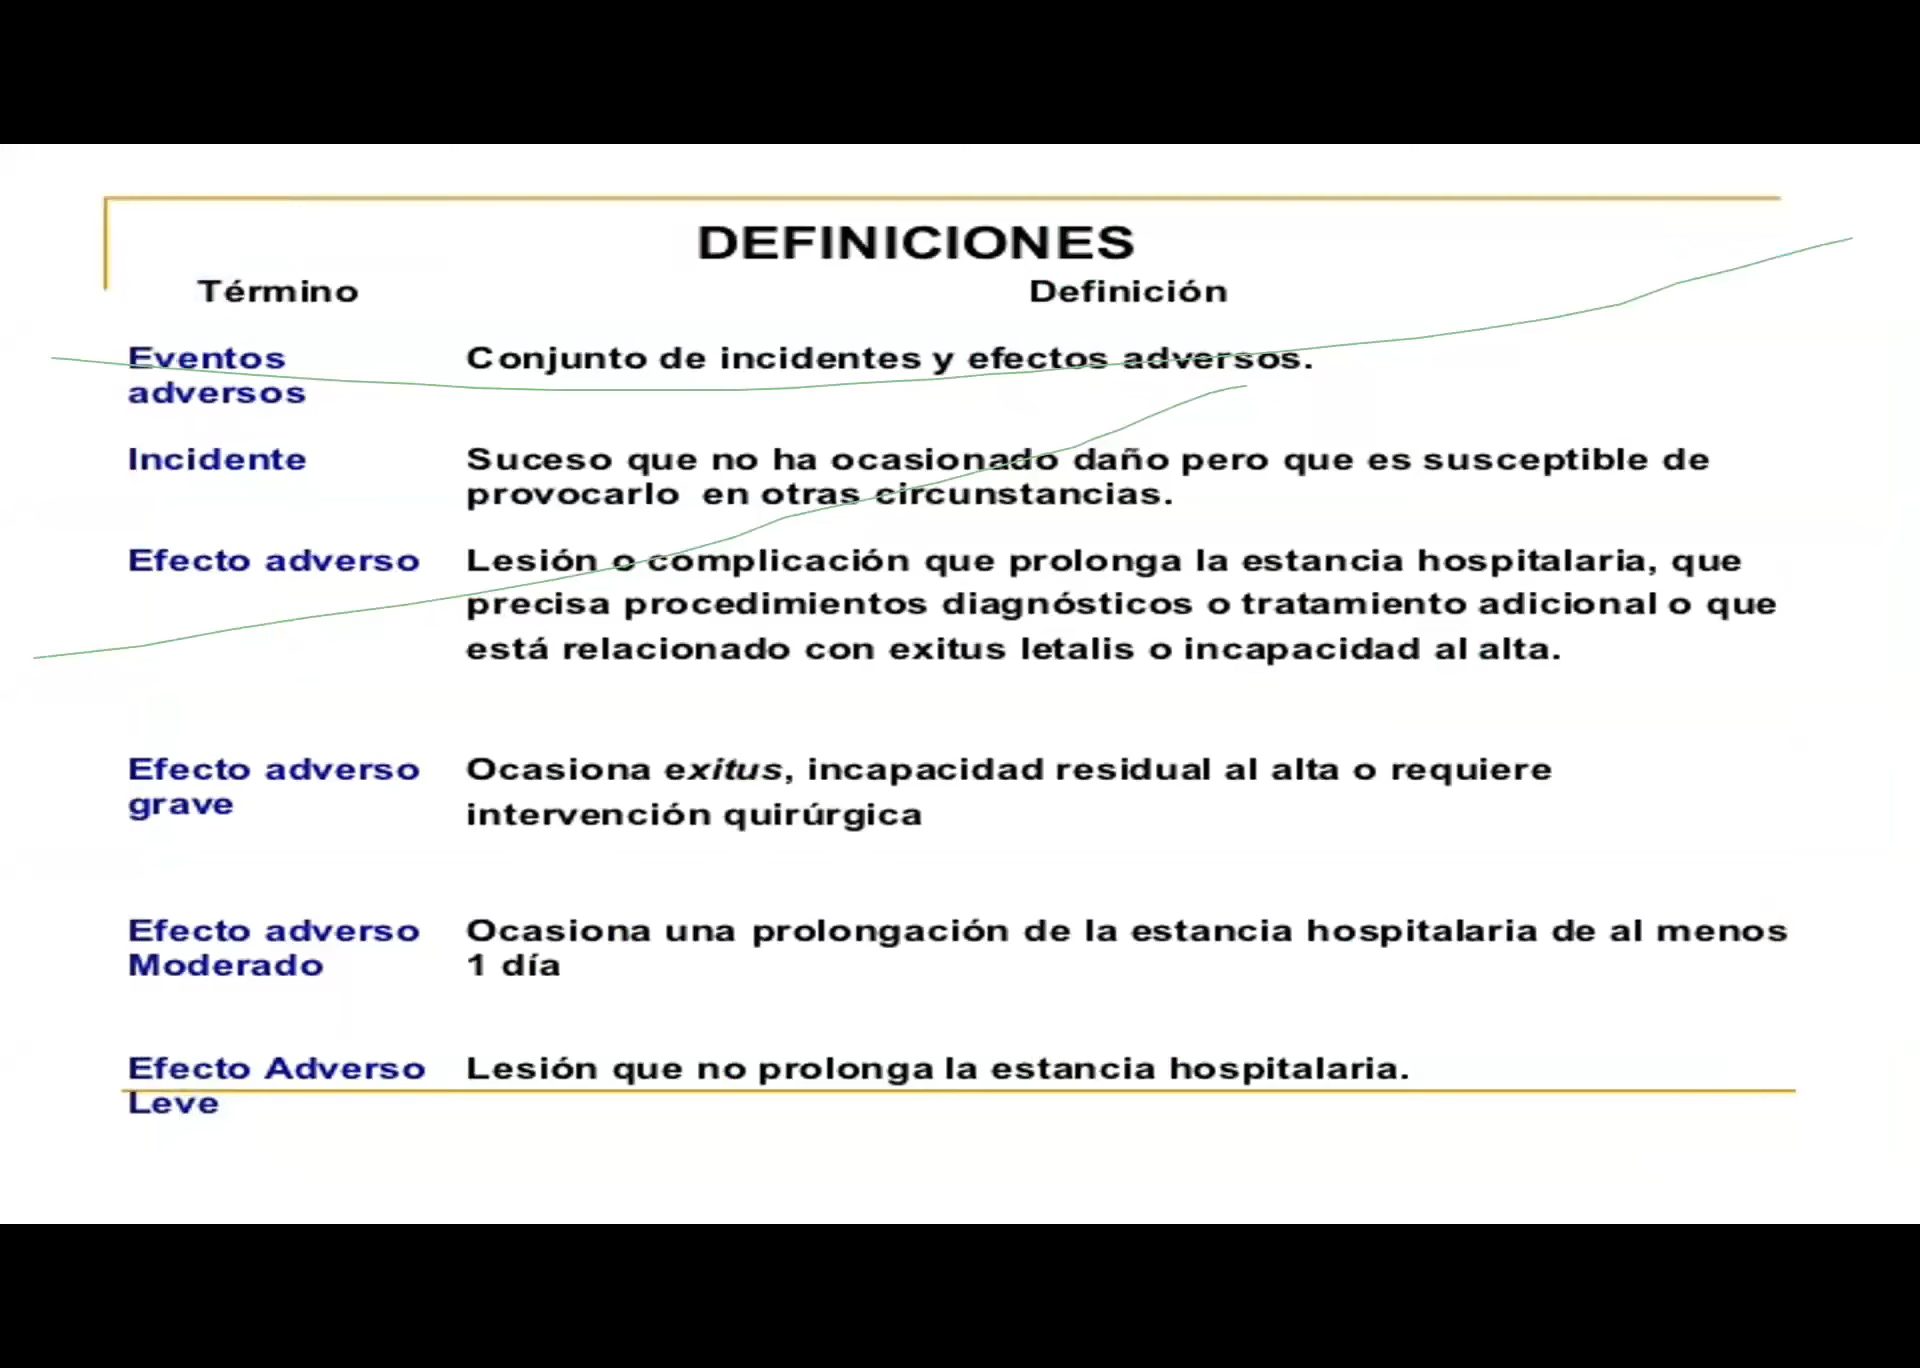 DEFINICIONES
Término Definición
Eventos adversos Conjunto de incidentes y efectos adversos.
Incidente Suceso que no ha ocasionado daño pero que es susceptible de
provocarlo en otras circunstancias.
Efecto adverso Lesión o complicación que prolonga la estancia hospitalaria, que
precisa procedimientos diagnósticos o tratamiento adicional o que
está relacionado con exitus letalis o incapacidad al alta.
Efecto adverso grave Ocasiona exitus, incapacidad residual al alta o requiere
intervención quirúrgica
Efecto adverso Moderado Ocasiona una prolongación de la estancia hospitalaria de al menos
1 día
Efecto Adverso Leve Lesión que no prolonga la estancia hospitalaria.